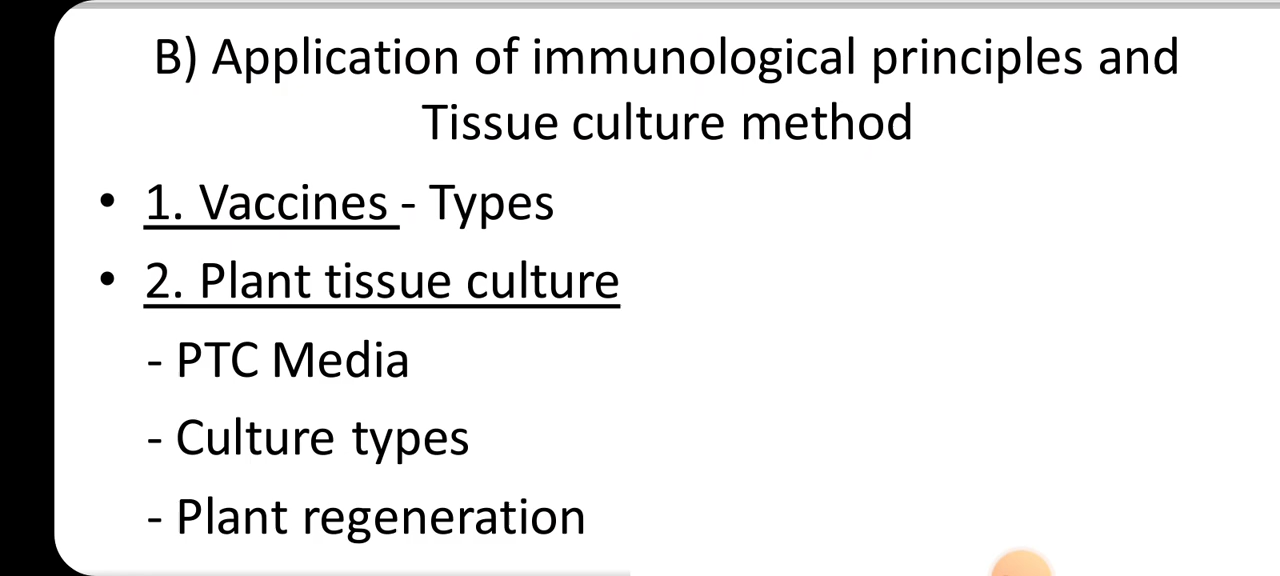 B) Application of immunological principles and
Tissue culture method
• 1. Vaccines - Types
• 2. Plant tissue culture
- PTC Media
- Culture types
- Plant regeneration